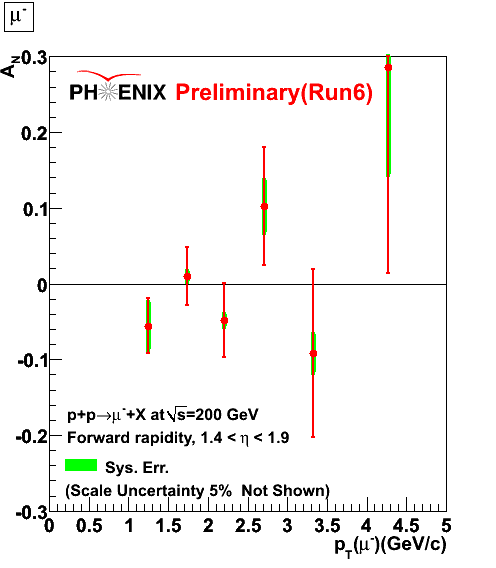 μ-
A_N
PHENIX Preliminary(Run6)
0.3
0.2
0.1
0
-0.1
-0.2
-0.3
p+p→μ-+X at √s=200 GeV
Forward rapidity, 1.4 < η < 1.9
Sys. Err.
(Scale Uncertainty 5% Not Shown)
0 0.5 1 1.5 2 2.5 3 3.5 4 4.5 5
p_T(μ-)(GeV/c)